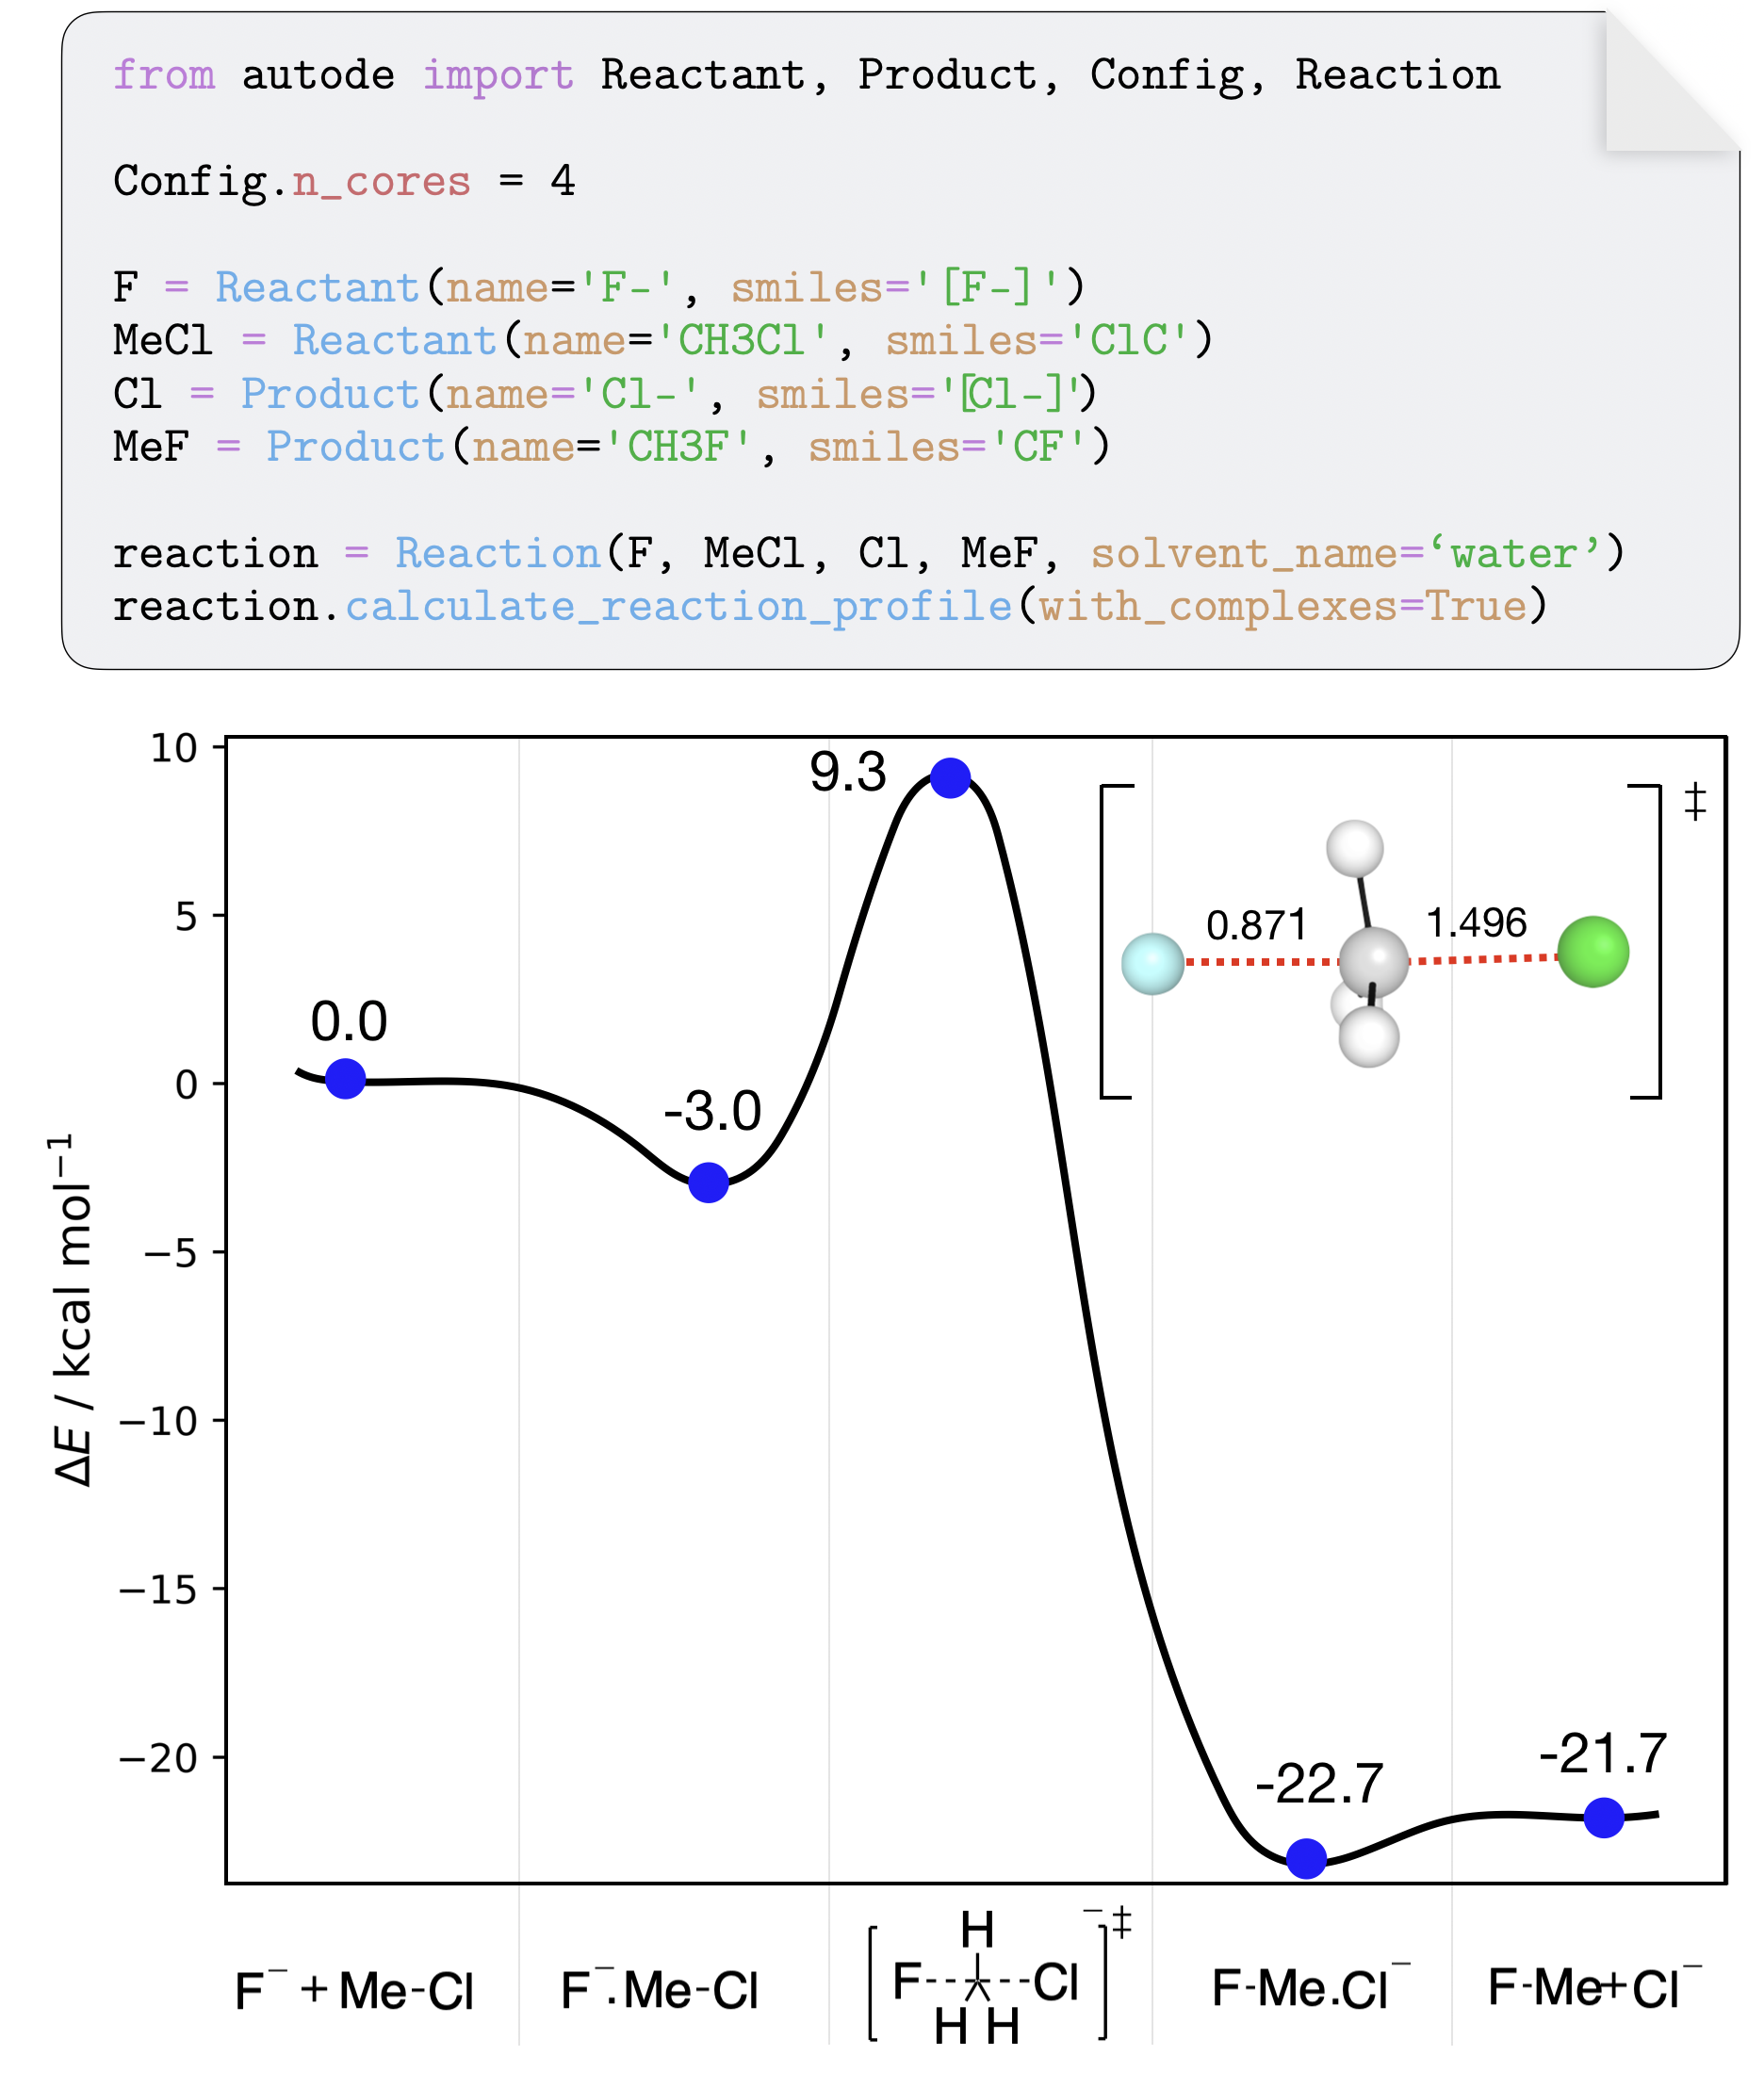 from autode import Reactant, Product, Config, Reaction
Config.n_cores = 4
F = Reactant(name='F-', smiles='[F-]')
MeCl = Reactant(name='CH3Cl', smiles='ClC')
Cl = Product(name='Cl-', smiles='[Cl-]')
MeF = Product(name='CH3F', smiles='CF')
reaction = Reaction(F, MeCl, Cl, MeF, solvent_name=‘water’)
reaction.calculate_reaction_profile(with_complexes=True)
10
5
0
−5
−10
−15
−20
ΔE / kcal mol⁻¹
0.0
-3.0
9.3
-22.7
-21.7
0.871
1.496
‡
F⁻ + Me-Cl
F⁻.Me-Cl
H
F---Cl
H H
−‡
F-Me.Cl⁻
F-Me+Cl⁻